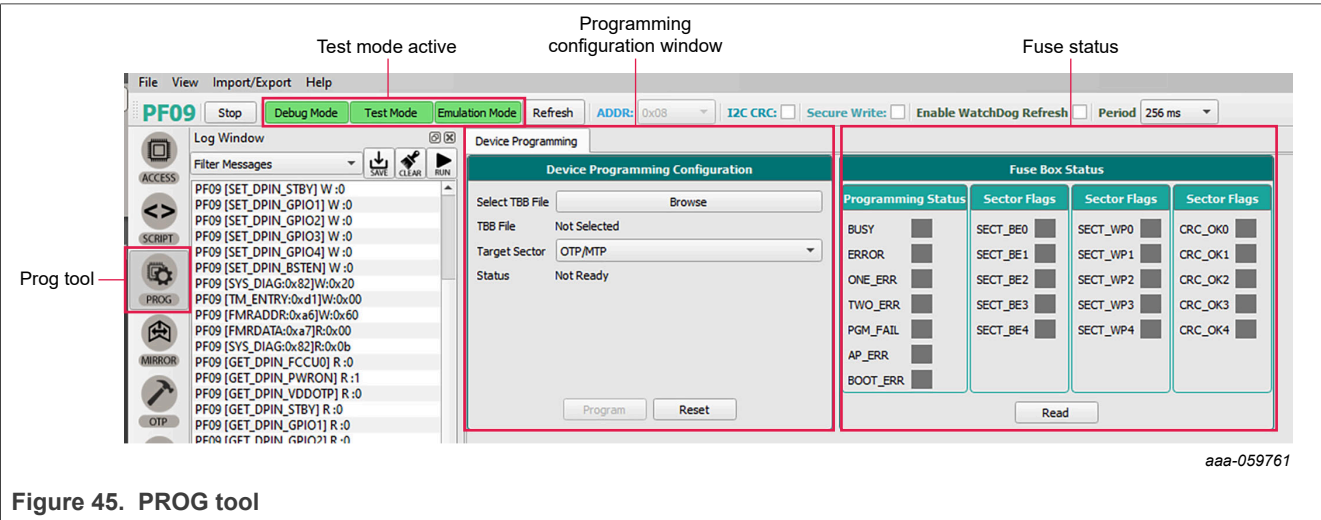 Programming
configuration window
Test mode active
Fuse status
File View Import/Export Help
PF09 Stop Debug Mode Test Mode Emulation Mode Refresh ADDR: 0x08 I2C CRC: Secure Write: Enable WatchDog Refresh Period 256 ms
Log Window
Filter Messages
SAVE CLEAR RUN
ACCESS
SCRIPT
Prog tool
PROG
MIRROR
OTP
PF09 [SET_DPIN_STBY] W :0
PF09 [SET_DPIN_GPIO1] W :0
PF09 [SET_DPIN_GPIO2] W :0
PF09 [SET_DPIN_GPIO3] W :0
PF09 [SET_DPIN_GPIO4] W :0
PF09 [SET_DPIN_BSTEN] W :0
PF09 [SYS_DIAG:0x82]W:0x20
PF09 [TM_ENTRY:0xd1]W:0x00
PF09 [FMRADDR:0xa6]W:0x60
PF09 [FMRDATA:0xa7]R:0x00
PF09 [SYS_DIAG:0x82]R:0x0b
PF09 [GET_DPIN_FCCU0] R :0
PF09 [GET_DPIN_PWRON] R :1
PF09 [GET_DPIN_VDDOTP] R :0
PF09 [GET_DPIN_STBY] R :0
PF09 [GET_DPIN_GPIO1] R :0
PF09 [GET_DPIN_GPIO2] R :0
Device Programming
Device Programming Configuration
Select TBB File Browse
TBB File Not Selected
Target Sector OTP/MTP
Status Not Ready
Program Reset
Fuse Box Status
Programming Status Sector Flags Sector Flags Sector Flags
BUSY SECT_BE0 SECT_WP0 CRC_OK0
ERROR SECT_BE1 SECT_WP1 CRC_OK1
ONE_ERR SECT_BE2 SECT_WP2 CRC_OK2
TWO_ERR SECT_BE3 SECT_WP3 CRC_OK3
PGM_FAIL SECT_BE4 SECT_WP4 CRC_OK4
AP_ERR
BOOT_ERR
Read
aaa-059761
Figure 45. PROG tool